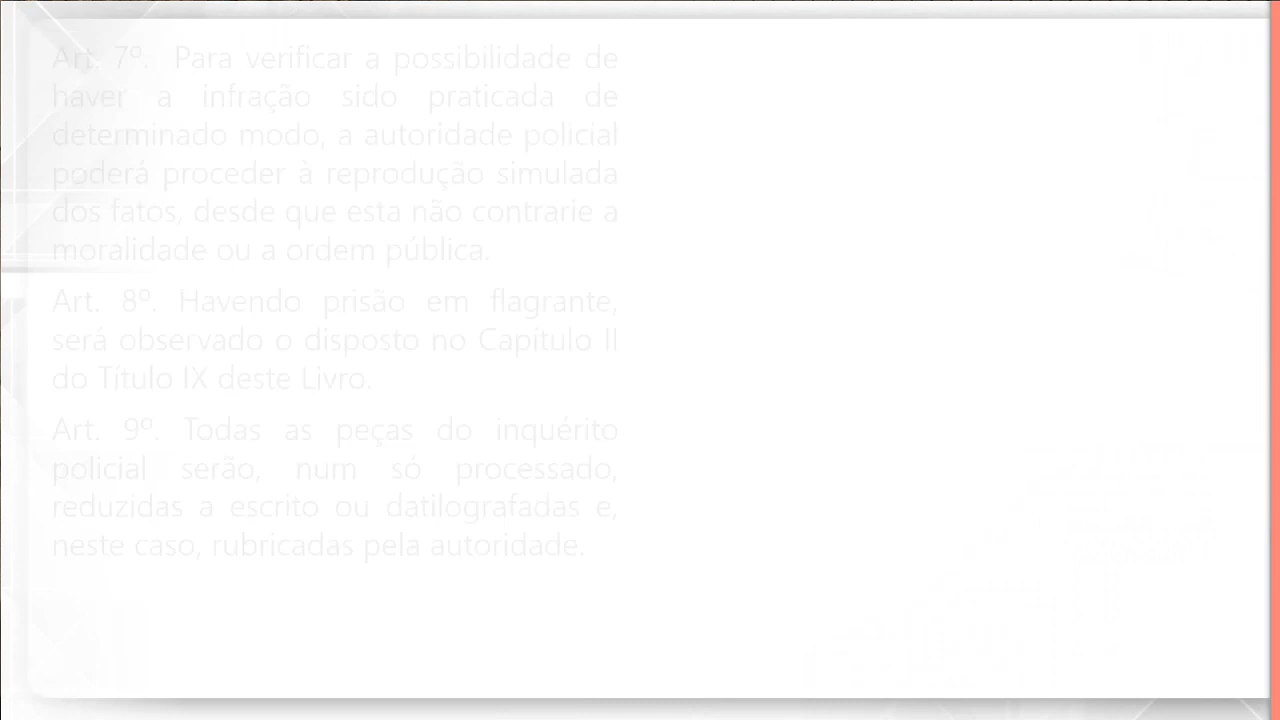 Art. 7º. Para verificar a possibilidade de
haver a infração sido praticada de
determinado modo, a autoridade policial
poderá proceder à reprodução simulada
dos fatos, desde que esta não contrarie a
moralidade ou a ordem pública.
Art. 8º. Havendo prisão em flagrante,
será observado o disposto no Capítulo II
do Título IX deste Livro.
Art. 9º. Todas as peças do inquérito
policial serão, num só processado,
reduzidas a escrito ou datilografadas e,
neste caso, rubricadas pela autoridade.